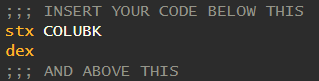 ;;; INSERT YOUR CODE BELOW THIS
stx COLUBK
dex
;;; AND ABOVE THIS